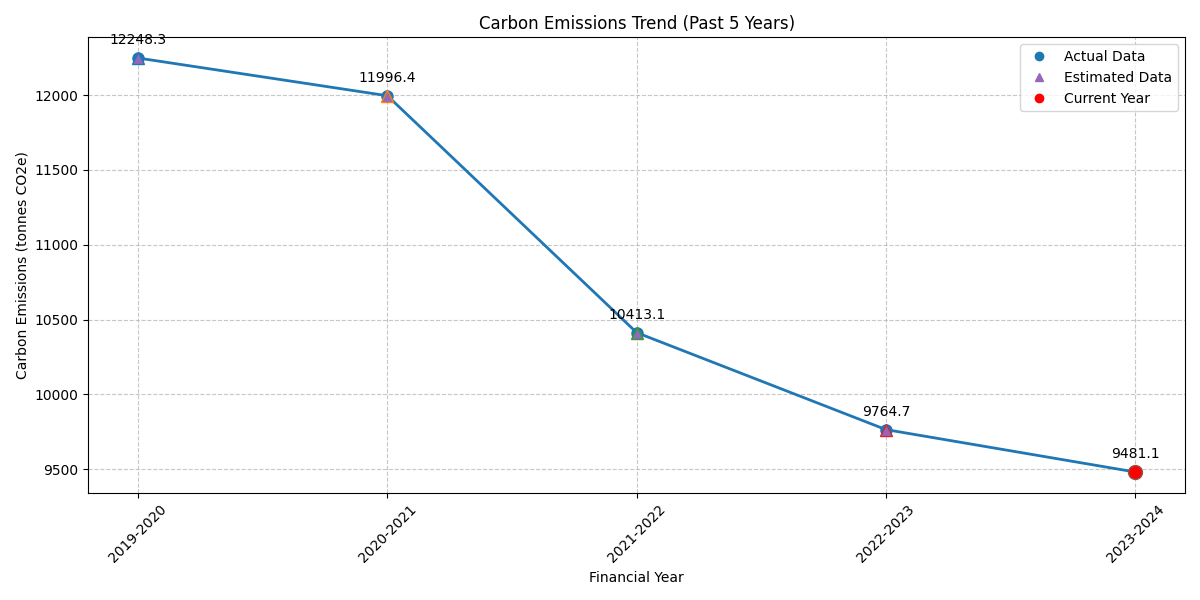 Carbon Emissions Trend (Past 5 Years)
12248.3
11996.4
10413.1
9764.7
9481.1
Actual Data
Estimated Data
Current Year
Carbon Emissions (tonnes CO2e)
12000
11500
11000
10500
10000
9500
2019-2020
2020-2021
2021-2022
2022-2023
2023-2024
Financial Year